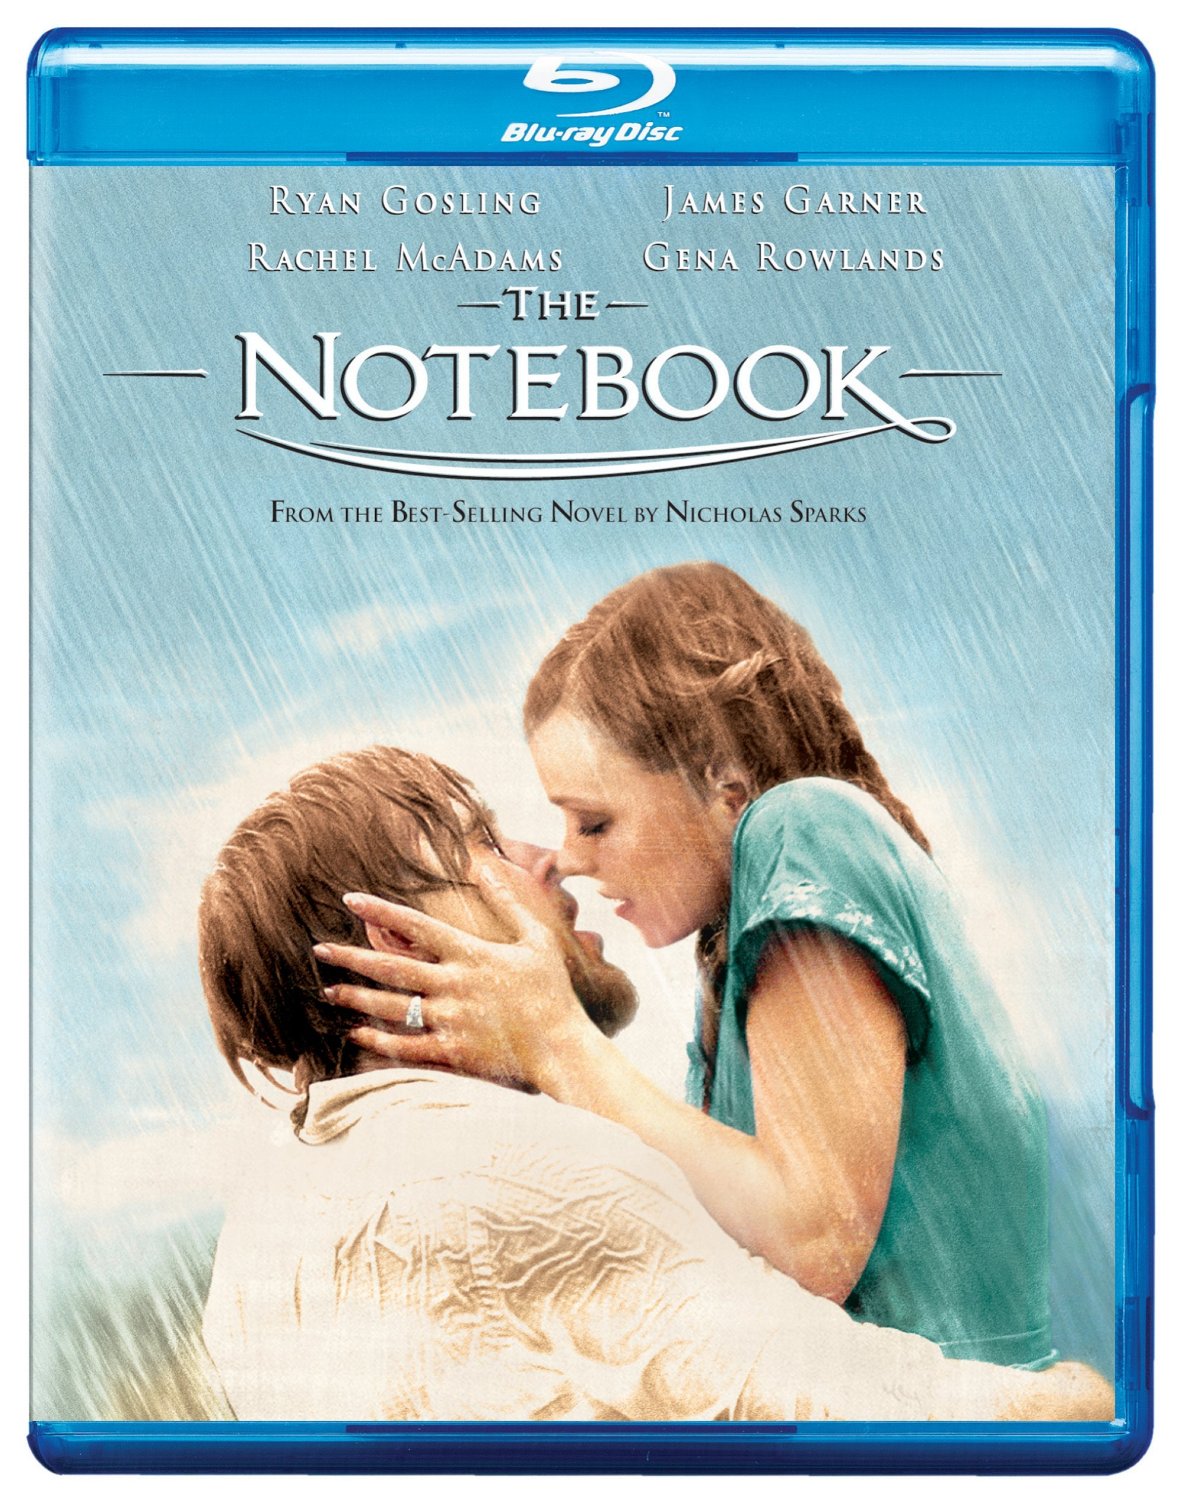 Blu-ray Disc™
RYAN GOSLING JAMES GARNER
RACHEL MCADAMS GENA ROWLANDS
THE
NOTEBOOK
FROM THE BEST-SELLING NOVEL BY NICHOLAS SPARKS